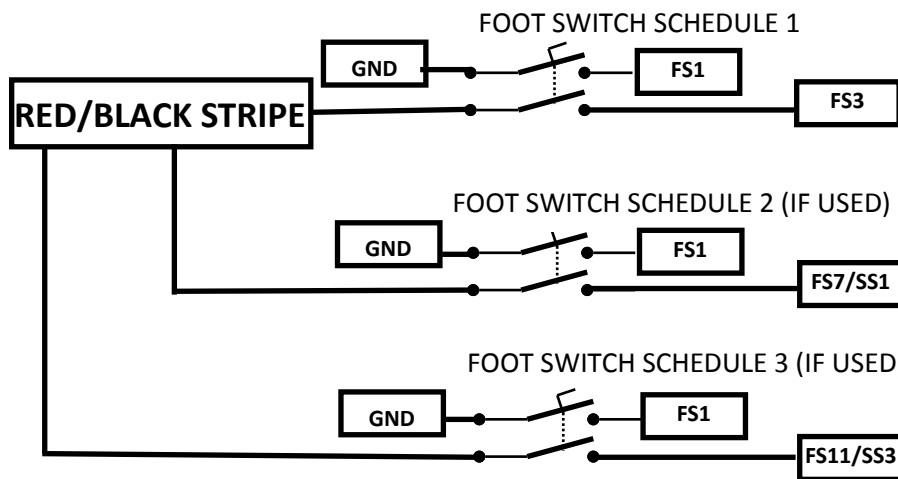 FOOT SWITCH SCHEDULE 1
GND
FS1
RED/BLACK STRIPE
FS3
FOOT SWITCH SCHEDULE 2 (IF USED)
GND
FS1
FS7/SS1
FOOT SWITCH SCHEDULE 3 (IF USED
GND
FS1
FS11/SS3